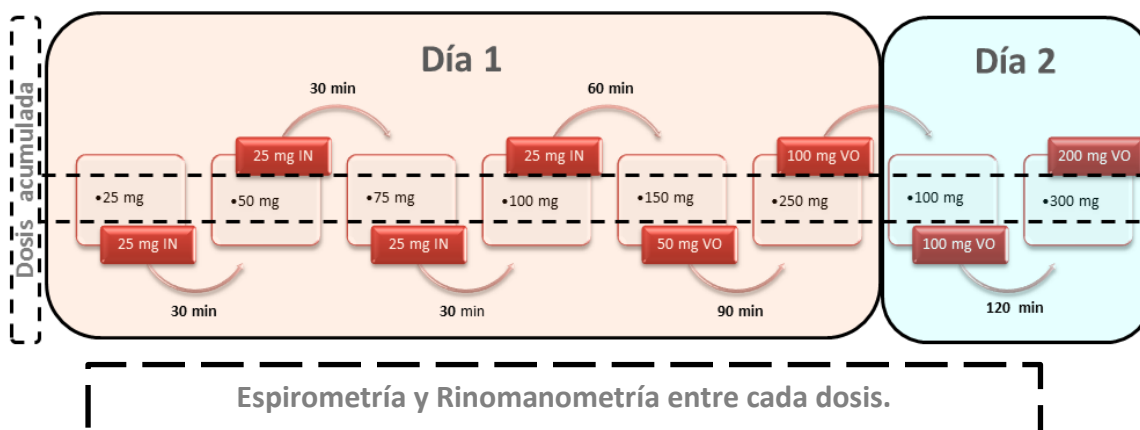 Dosis acumulada
Día 1
Día 2
30 min
60 min
25 mg IN
25 mg IN
100 mg VO
200 mg VO
•25 mg
•50 mg
•75 mg
•100 mg
•150 mg
•250 mg
•100 mg
•300 mg
25 mg IN
25 mg IN
50 mg VO
100 mg VO
30 min
30 min
90 min
120 min
Espirometría y Rinomanometría entre cada dosis.